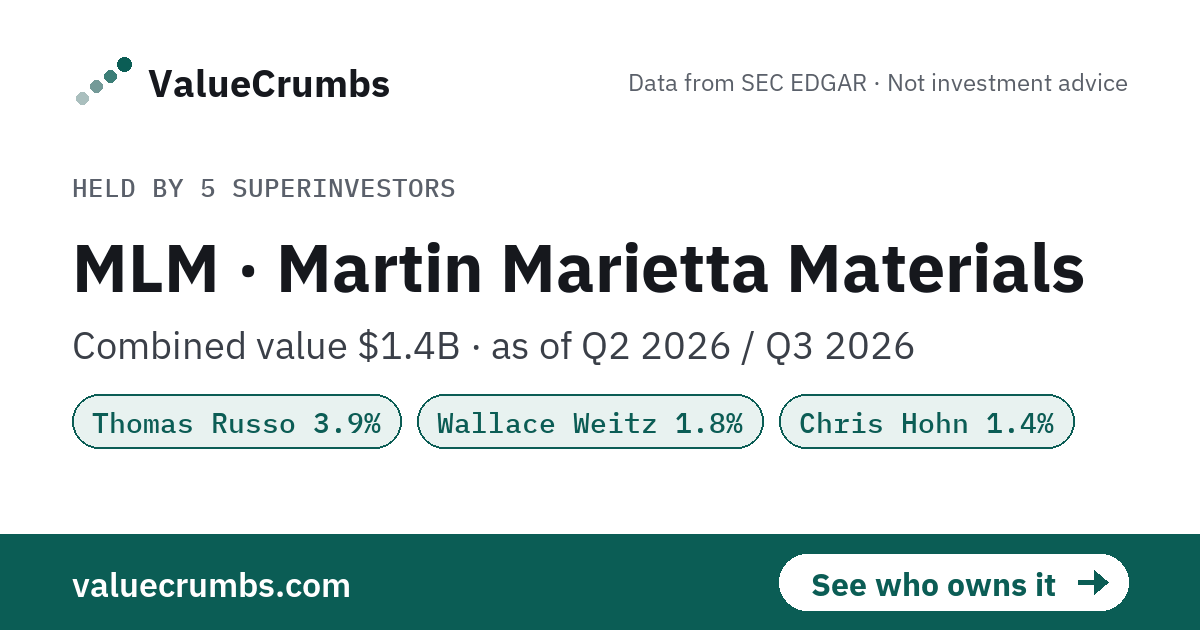 ValueCrumbs
Data from SEC EDGAR · Not investment advice
HELD BY 5 SUPERINVESTORS
MLM · Martin Marietta Materials
Combined value $1.4B · as of Q2 2026 / Q3 2026
Thomas Russo 3.9% Wallace Weitz 1.8% Chris Hohn 1.4%
valuecrumbs.com
See who owns it →